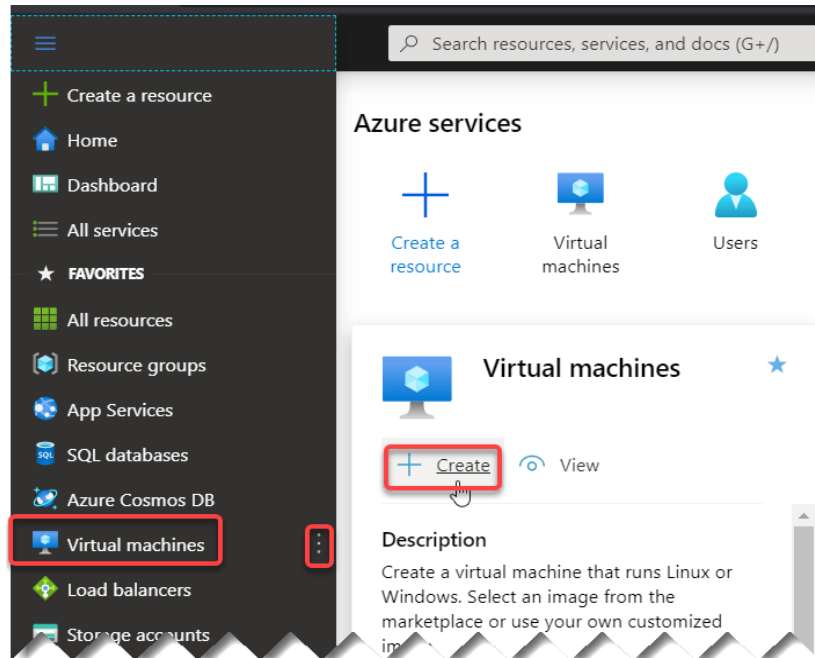 Search resources, services, and docs (G+/)
Create a resource
Home
Dashboard
All services
FAVORITES
All resources
Resource groups
App Services
SQL
SQL databases
Azure Cosmos DB
Virtual machines
Load balancers
Storage accounts
Azure services
Create a
resource
Virtual
machines
Users
Virtual machines
Create
View
Description
Create a virtual machine that runs Linux or
Windows. Select an image from the
marketplace or use your own customized